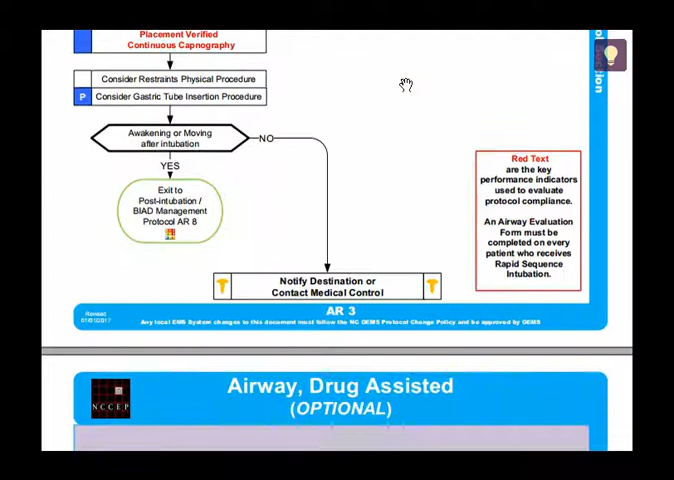 Placement Verified
Continuous Capnography
Consider Restraints Physical Procedure
P Consider Gastric Tube Insertion Procedure
Awakening or Moving
after intubation
NO
YES
Exit to
Post-intubation /
BIAD Management
Protocol AR 8
Red Text
are the key
performance indicators
used to evaluate
protocol compliance.
An Airway Evaluation
Form must be
completed on every
patient who receives
Rapid Sequence
Intubation.
Notify Destination or
Contact Medical Control
Revised
01/01/2017
AR 3
Any local EMS System changes to this document must follow the NC OEMS Protocol Change Policy and be approved by OEMS
NCCEP
Airway, Drug Assisted
(OPTIONAL)